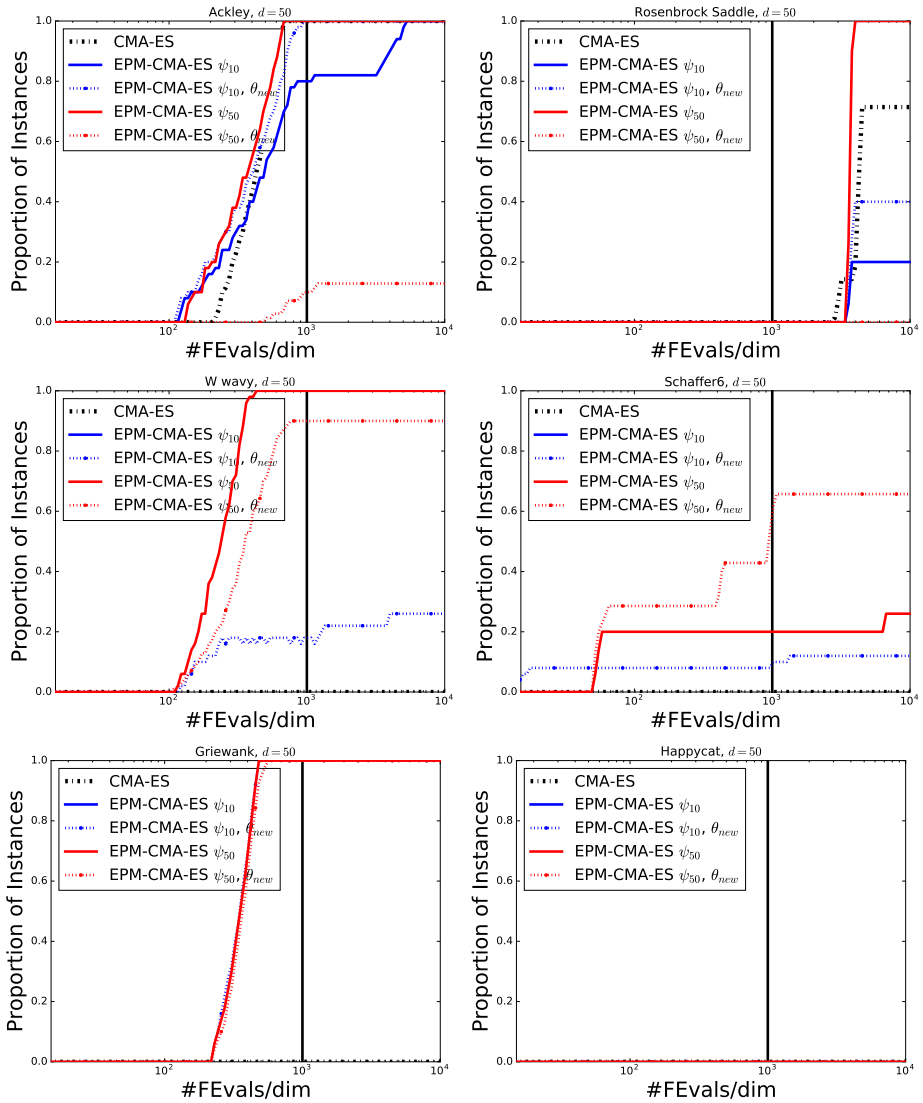 Ackley, d = 50
Proportion of Instances
1.0
0.8
0.6
0.4
0.2
0.0
CMA-ES
EPM-CMA-ES ψ10
EPM-CMA-ES ψ10, θnew
EPM-CMA-ES ψ50
EPM-CMA-ES ψ50, θnew
10^2
10^3
10^4
#FEvals/dim
Rosenbrock Saddle, d = 50
Proportion of Instances
1.0
0.8
0.6
0.4
0.2
0.0
CMA-ES
EPM-CMA-ES ψ10
EPM-CMA-ES ψ10, θnew
EPM-CMA-ES ψ50
EPM-CMA-ES ψ50, θnew
10^2
10^3
10^4
#FEvals/dim
W wavy, d = 50
Proportion of Instances
1.0
0.8
0.6
0.4
0.2
0.0
CMA-ES
EPM-CMA-ES ψ10
EPM-CMA-ES ψ10, θnew
EPM-CMA-ES ψ50
EPM-CMA-ES ψ50, θnew
10^2
10^3
10^4
#FEvals/dim
Schaffer6, d = 50
Proportion of Instances
1.0
0.8
0.6
0.4
0.2
0.0
CMA-ES
EPM-CMA-ES ψ10
EPM-CMA-ES ψ10, θnew
EPM-CMA-ES ψ50
EPM-CMA-ES ψ50, θnew
10^2
10^3
10^4
#FEvals/dim
Griewank, d = 50
Proportion of Instances
1.0
0.8
0.6
0.4
0.2
0.0
CMA-ES
EPM-CMA-ES ψ10
EPM-CMA-ES ψ10, θnew
EPM-CMA-ES ψ50
EPM-CMA-ES ψ50, θnew
10^2
10^3
10^4
#FEvals/dim
Happycat, d = 50
Proportion of Instances
1.0
0.8
0.6
0.4
0.2
0.0
CMA-ES
EPM-CMA-ES ψ10
EPM-CMA-ES ψ10, θnew
EPM-CMA-ES ψ50
EPM-CMA-ES ψ50, θnew
10^2
10^3
10^4
#FEvals/dim